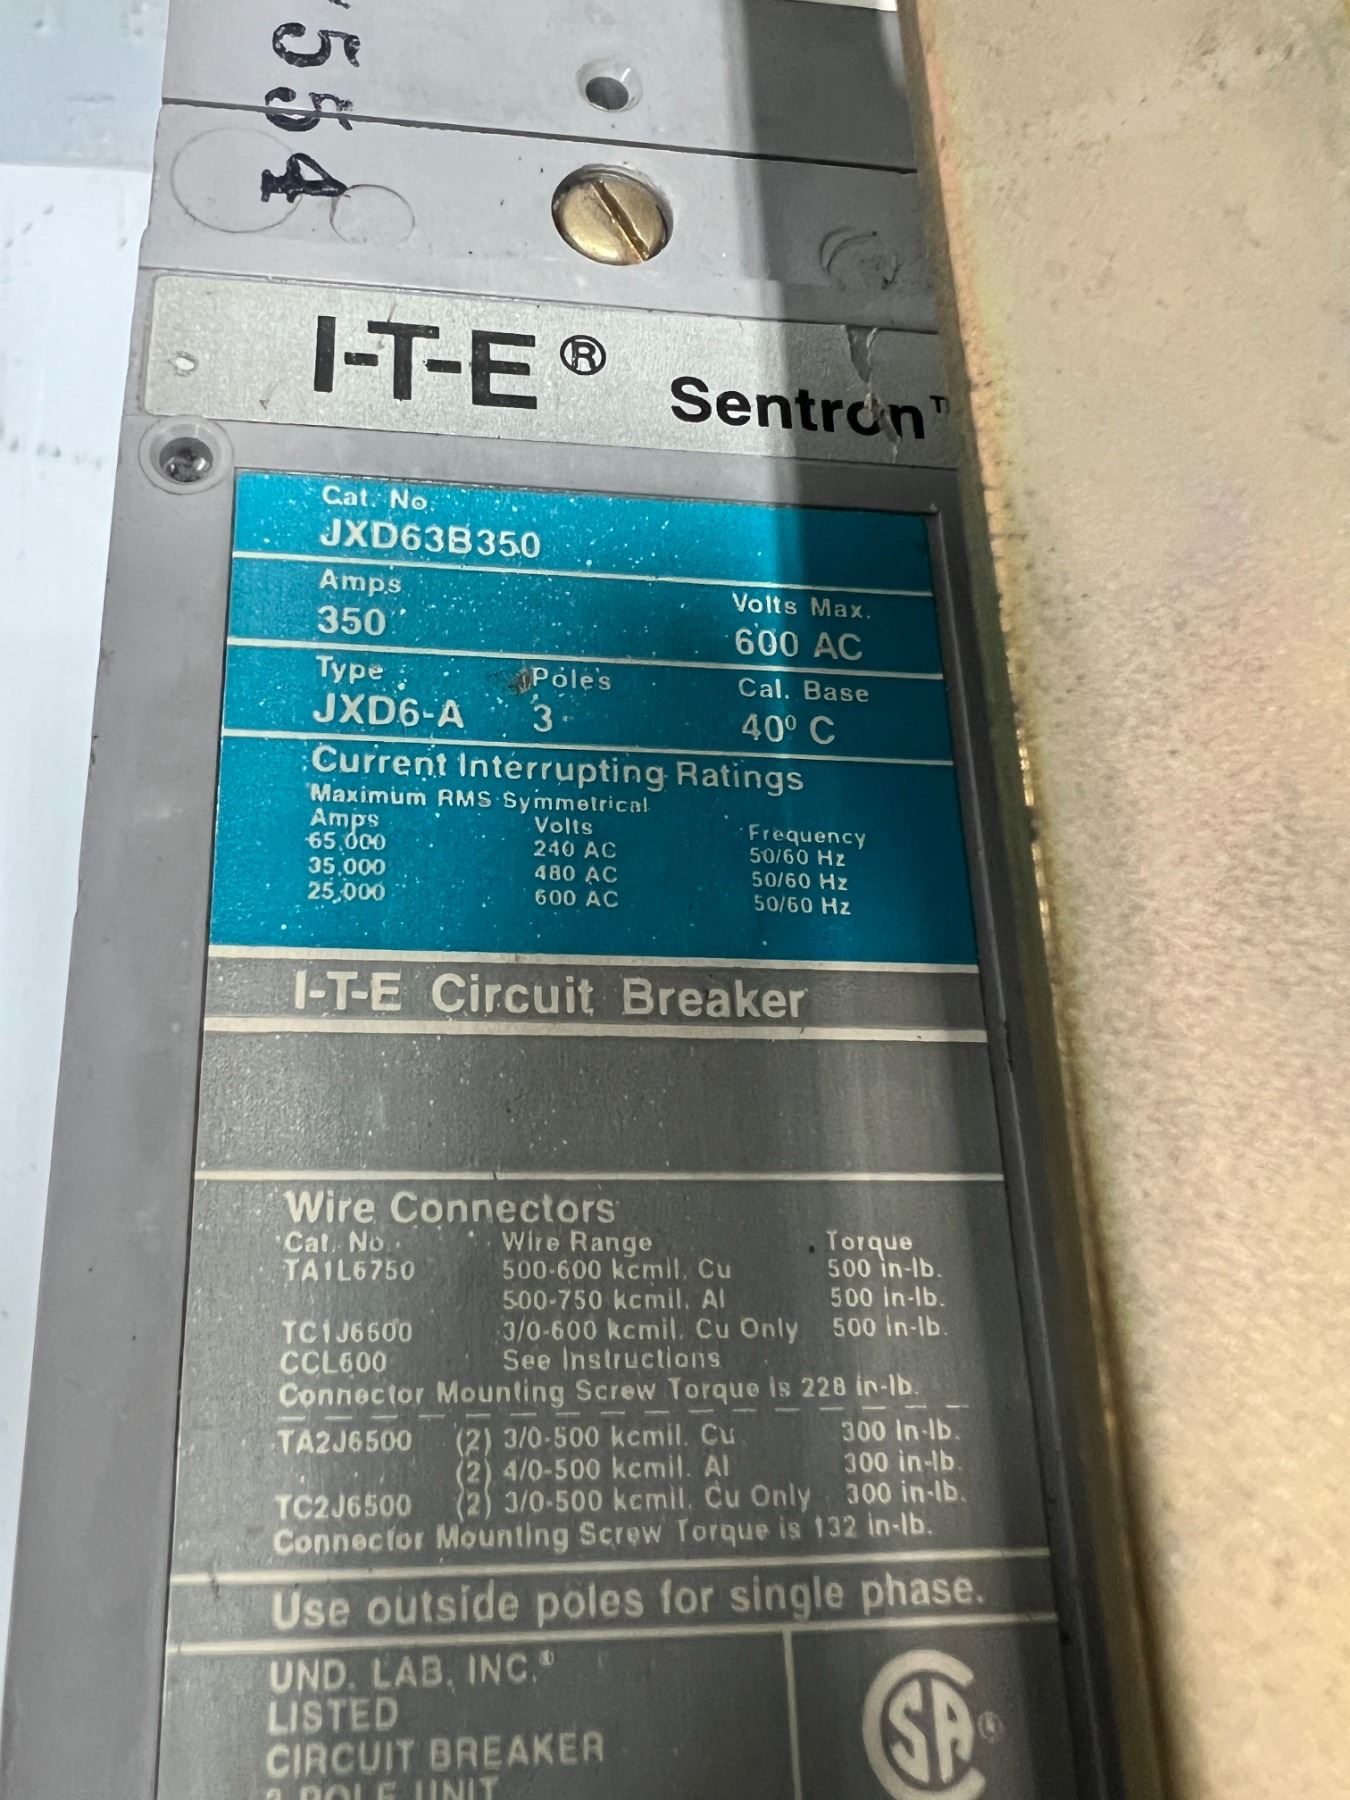 554
I-T-E® Sentron™
Cat. No.
JXD63B350
Amps Volts Max.
350 600 AC
Type Poles Cal. Base
JXD6-A 3 40° C
Current Interrupting Ratings
Maximum RMS Symmetrical
Amps Volts Frequency
65,000 240 AC 50/60 Hz
35,000 480 AC 50/60 Hz
25,000 600 AC 50/60 Hz
I-T-E Circuit Breaker
Wire Connectors
Cat. No. Wire Range Torque
TA1L6750 500-600 kcmil. Cu 500 in-lb.
500-750 kcmil. Al 500 in-lb.
TC1J6600 3/0-600 kcmil. Cu Only 500 in-lb.
CCL600 See Instructions
Connector Mounting Screw Torque is 228 in-lb.
TA2J6500 (2) 3/0-500 kcmil. Cu 300 in-lb.
(2) 4/0-500 kcmil. Al 300 in-lb.
TC2J6500 (2) 3/0-500 kcmil. Cu Only 300 in-lb.
Connector Mounting Screw Torque is 132 in-lb.
Use outside poles for single phase.
UND. LAB. INC.®
LISTED
CIRCUIT BREAKER
3 POLE UNIT
CSA®